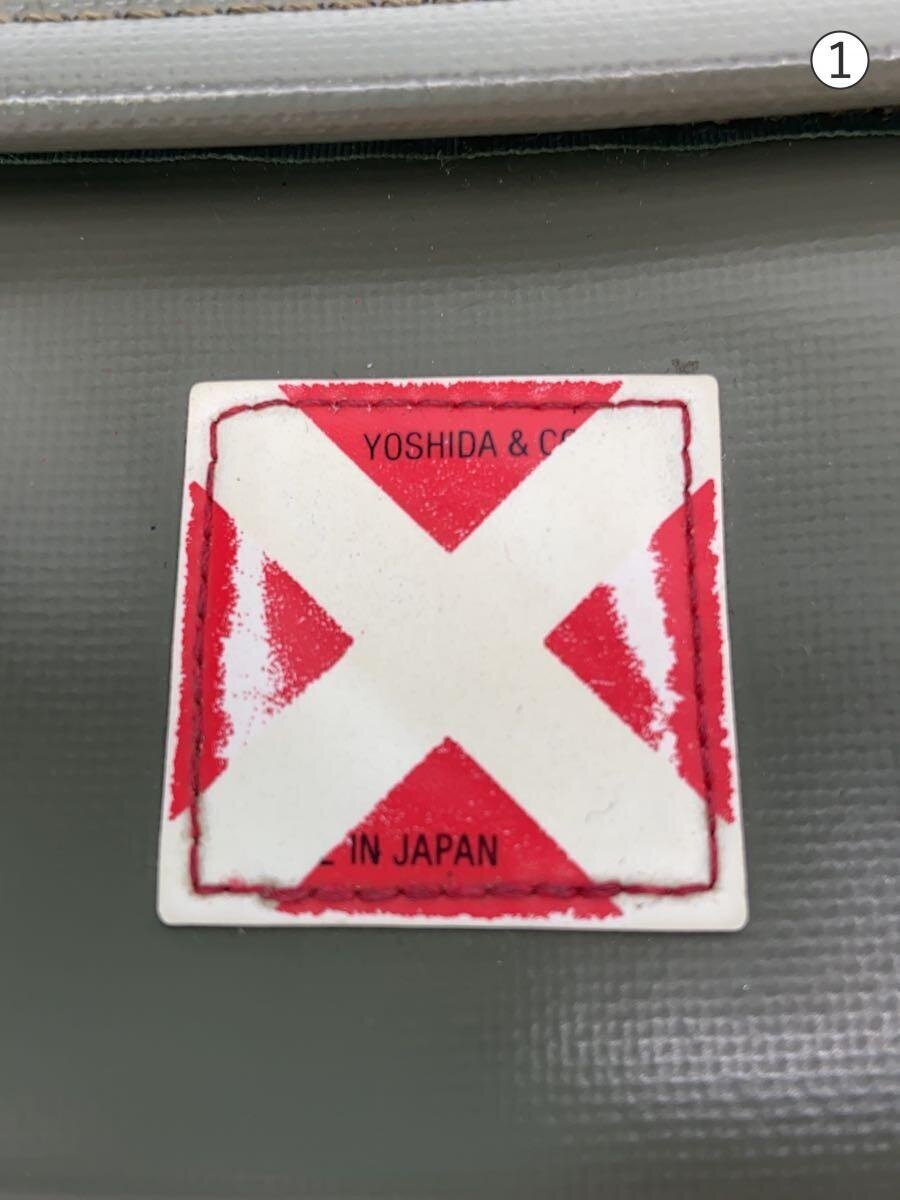 ①
YOSHIDA & CO
E IN JAPAN